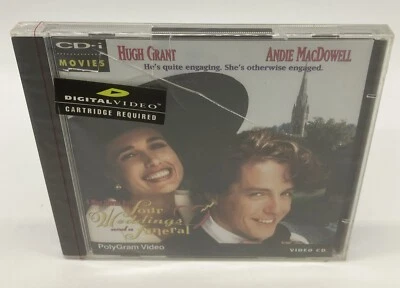 CD-i
MOVIES
HUGH GRANT
ANDIE MACDOWELL
He's quite engaging. She's otherwise engaged.
DIGITAL VIDEO
CARTRIDGE REQUIRED
Four
Weddings
and a Funeral
PolyGram Video
VIDEO CD